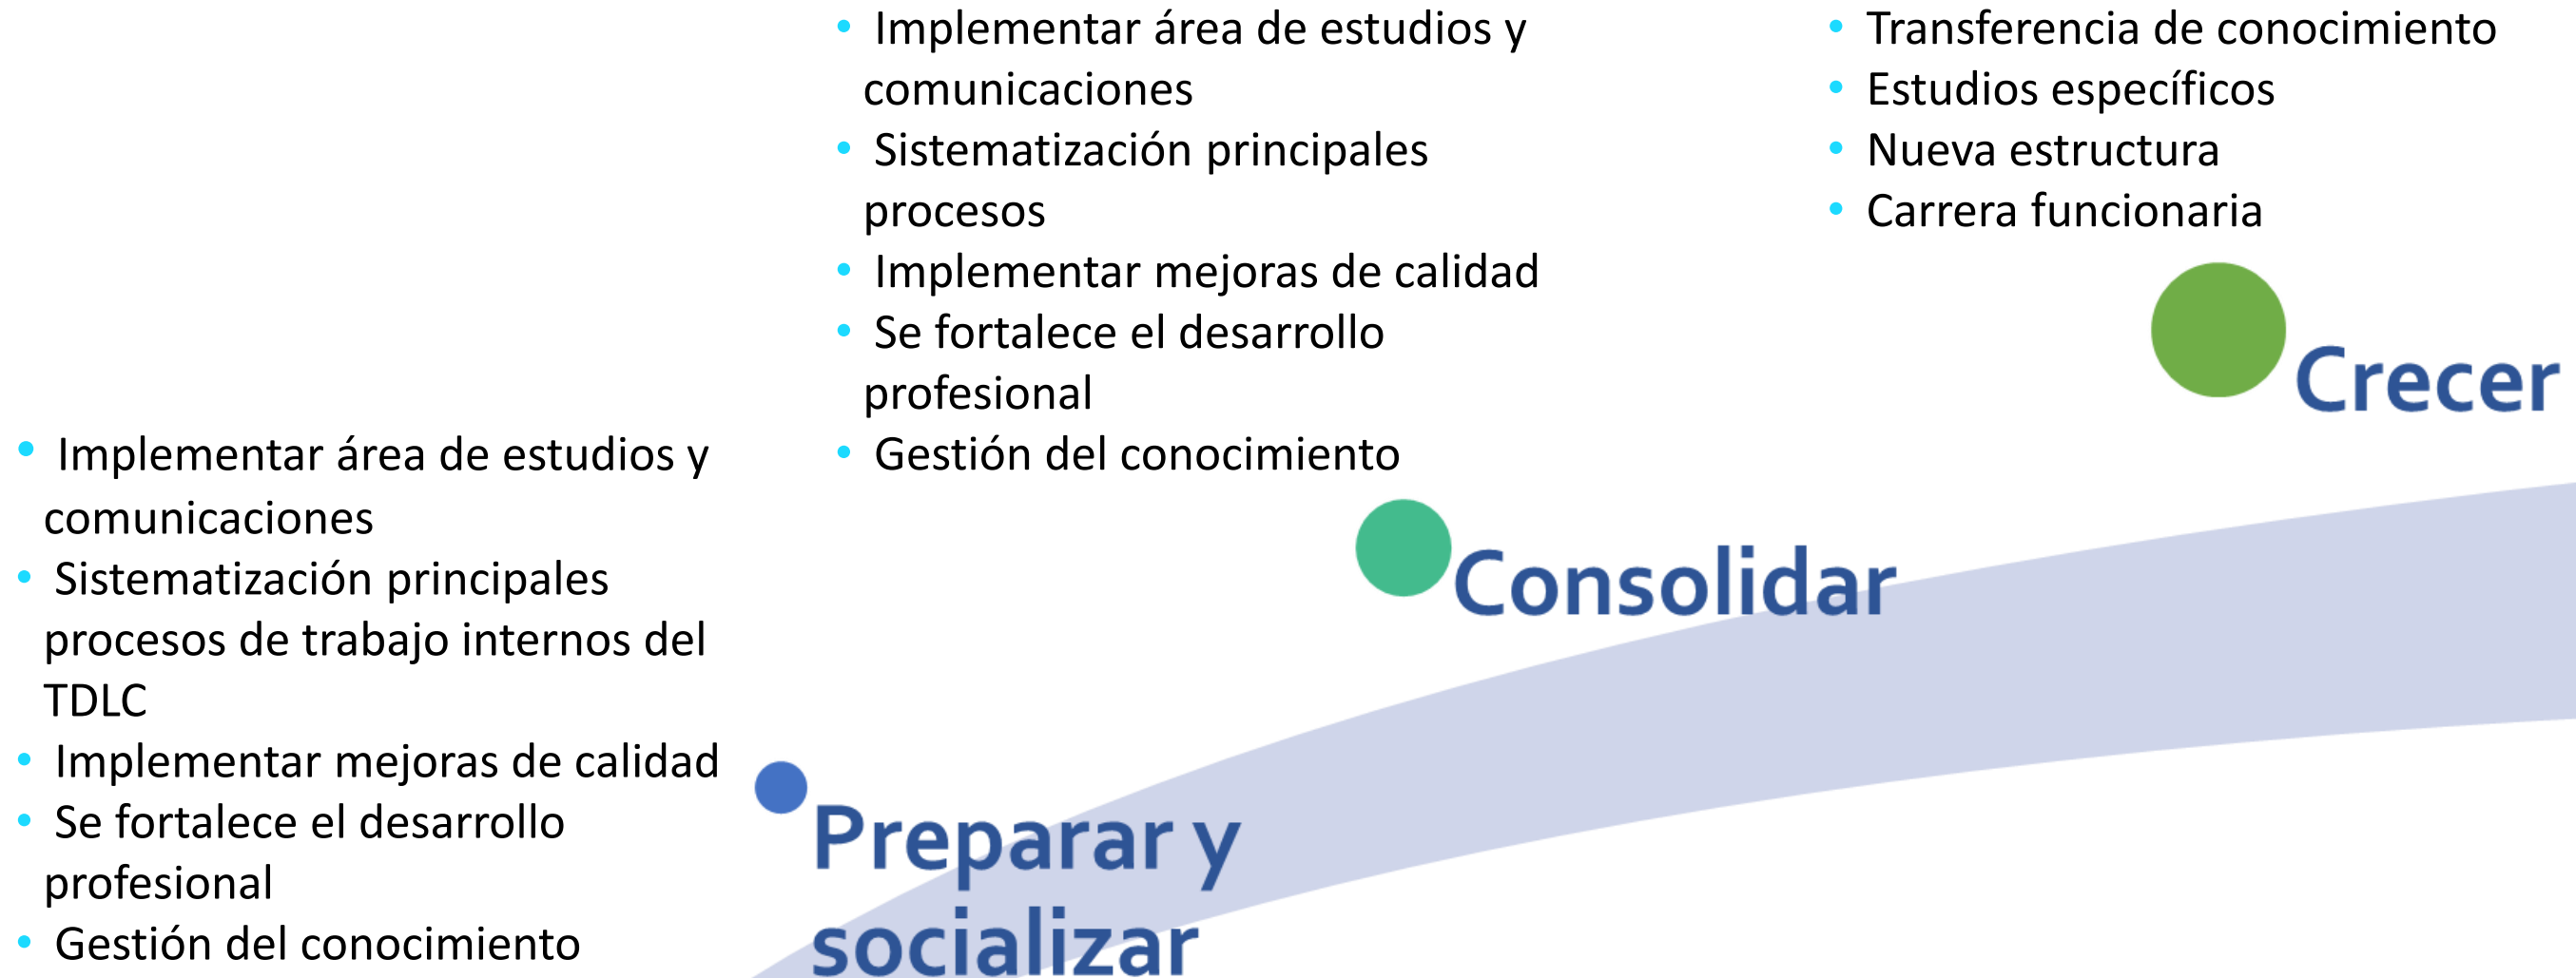 • Implementar área de estudios y
comunicaciones
• Sistematización principales
procesos de trabajo internos del
TDLC
• Implementar mejoras de calidad
• Se fortalece el desarrollo
profesional
• Gestión del conocimiento
Preparar y
socializar
• Implementar área de estudios y
comunicaciones
• Sistematización principales
procesos
• Implementar mejoras de calidad
• Se fortalece el desarrollo
profesional
• Gestión del conocimiento
Consolidar
• Transferencia de conocimiento
• Estudios específicos
• Nueva estructura
• Carrera funcionaria
Crecer